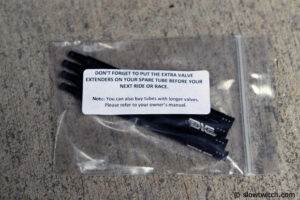 DON'T FORGET TO PUT THE EXTRA VALVE
EXTENDERS ON YOUR SPARE TUBE BEFORE YOUR
NEXT RIDE OR RACE.
Note: You can also buy tubes with longer valves.
Please refer to your owner's manual.
ENVE
© slowtwitch.com